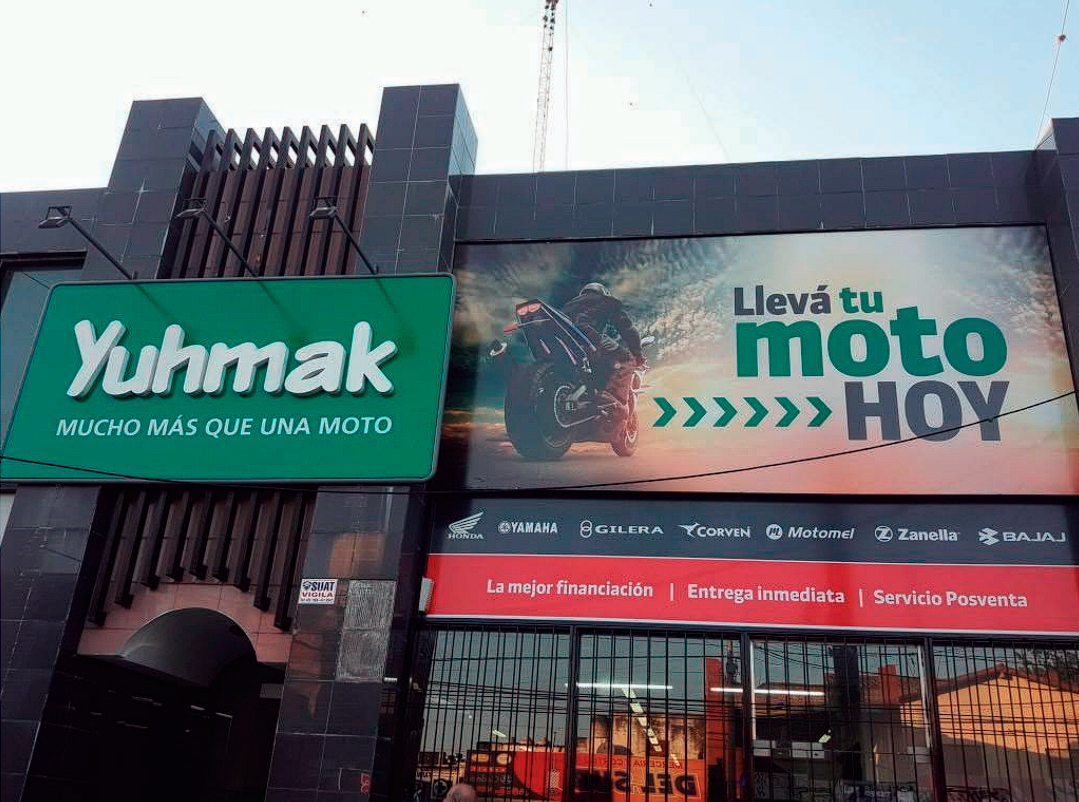 Yuhmak
MUCHO MÁS QUE UNA MOTO
Llevá tu
moto
HOY
HONDA YAMAHA GILERA CORVEN Motomel Zanella BAJAJ
La mejor financiación | Entrega inmediata | Servicio Posventa
SUAT
VIGILA